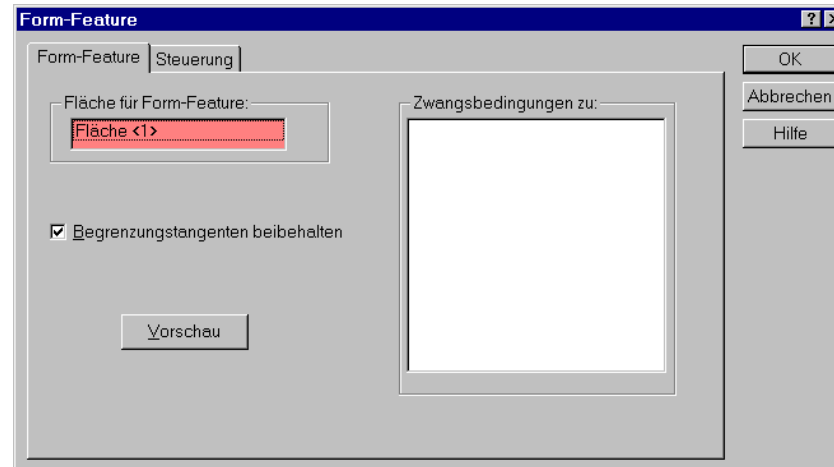 Form-Feature
Form-Feature Steuerung
OK
Abbrechen
Hilfe
Fläche für Form-Feature:
Fläche <1>
Zwangsbedingungen zu:
Begrenzungstangenten beibehalten
Vorschau